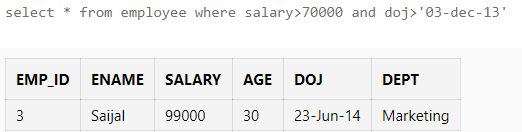 select * from employee where salary>70000 and doj>'03-dec-13'
EMP_ID ENAME SALARY AGE DOJ DEPT
3 Saijal 99000 30 23-Jun-14 Marketing